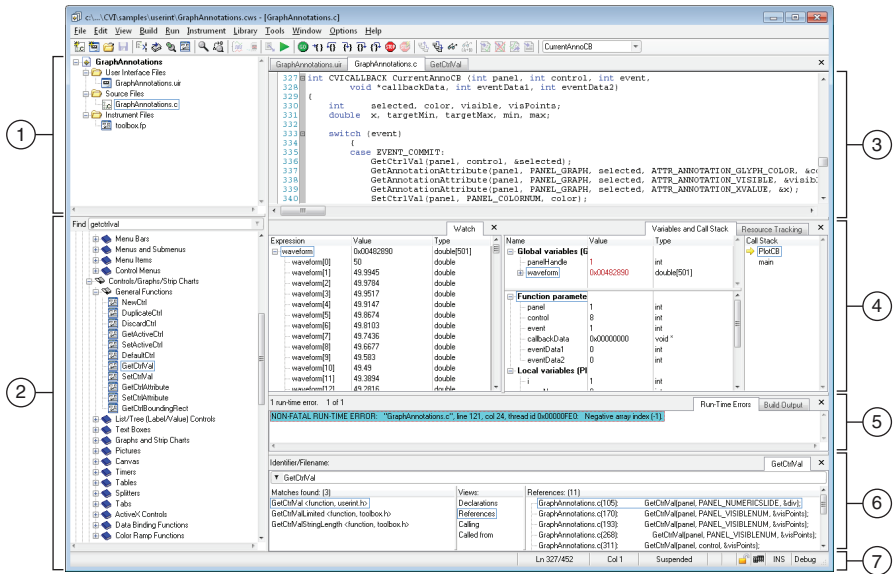 c:\...\CVI\samples\userint\GraphAnnotations.cws - [GraphAnnotations.c]
File Edit View Build Run Instrument Library Tools Window Options Help
CurrentAnnoCB
GraphAnnotations
User Interface Files
GraphAnnotations.uir
Source Files
GraphAnnotations.c
Instrument Files
toolbox.fp
1
GraphAnnotations.uir GraphAnnotations.c GetCtrlVal
327 int CVICALLBACK CurrentAnnoCB (int panel, int control, int event,
328 void *callbackData, int eventData1, int eventData2)
329 {
330 int selected, color, visible, visPoints;
331 double x, targetMin, targetMax, min, max;
332
333 switch (event)
334 {
335 case EVENT_COMMIT:
336 GetCtrlVal(panel, control, &selected);
337 GetAnnotationAttribute(panel, PANEL_GRAPH, selected, ATTR_ANNOTATION_GLYPH_COLOR, &co
338 GetAnnotationAttribute(panel, PANEL_GRAPH, selected, ATTR_ANNOTATION_VISIBLE, &visibl
339 GetAnnotationAttribute(panel, PANEL_GRAPH, selected, ATTR_ANNOTATION_XVALUE, &x);
340 SetCtrlVal(panel, PANEL_COLORNUM, color);
3
Find getctrlval
Menu Bars
Menus and Submenus
Menu Items
Control Menus
Controls/Graphs/Strip Charts
General Functions
NewCtrl
DuplicateCtrl
DiscardCtrl
GetActiveCtrl
SetActiveCtrl
DefaultCtrl
GetCtrlVal
SetCtrlVal
GetCtrlAttribute
SetCtrlAttribute
GetCtrlBoundingRect
List/Tree (Label/Value) Controls
Text Boxes
Graphs and Strip Charts
Pictures
Canvas
Timers
Tables
Splitters
Tabs
ActiveX Controls
Data Binding Functions
Color Ramp Functions
2
Watch
Expression Value Type
waveform 0x00482890 double[501]
waveform[0] 50 double
waveform[1] 49.9945 double
waveform[2] 49.9784 double
waveform[3] 49.9517 double
waveform[4] 49.9147 double
waveform[5] 49.8674 double
waveform[6] 49.8103 double
waveform[7] 49.7436 double
waveform[8] 49.6677 double
waveform[9] 49.583 double
waveform[10] 49.49 double
waveform[11] 49.3894 double
waveform[12] 49.2816 double
Variables and Call Stack Resource Tracking
Name Value Type
Global variables (G
panelHandle 1 int
waveform 0x00482890 double[501]
Function paramete
panel 1 int
control 8 int
event 1 int
callbackData 0x00000000 void *
eventData1 0 int
eventData2 0 int
Local variables (Pl
i 1 int
Call Stack
PlotCB
main
4
1 run-time error. 1 of 1
Run-Time Errors Build Output
NON-FATAL RUN-TIME ERROR: "GraphAnnotations.c", line 121, col 24, thread id 0x00000FE0: Negative array index (-1).
5
Identifier/Filename:
GetCtrlVal
GetCtrlVal
Matches found: (3)
GetCtrlVal <function, userint.h>
GetCtrlValLimited <function, toolbox.h>
GetCtrlValStringLength <function, toolbox.h>
Views:
Declarations
References
Calling
Called from
References: (11)
GraphAnnotations.c(105): GetCtrlVal(panel, PANEL_NUMERICSLIDE, &div);
GraphAnnotations.c(170): GetCtrlVal(panel, PANEL_VISIBLENUM, &visPoints);
GraphAnnotations.c(193): GetCtrlVal(panel, PANEL_VISIBLENUM, &visPoints);
GraphAnnotations.c(268): GetCtrlVal(panel, PANEL_VISIBLENUM, &visPoints);
GraphAnnotations.c(311): GetCtrlVal(panel, control, &visPoints);
6
Ln 327/452 Col 1 Suspended INS Debug
7